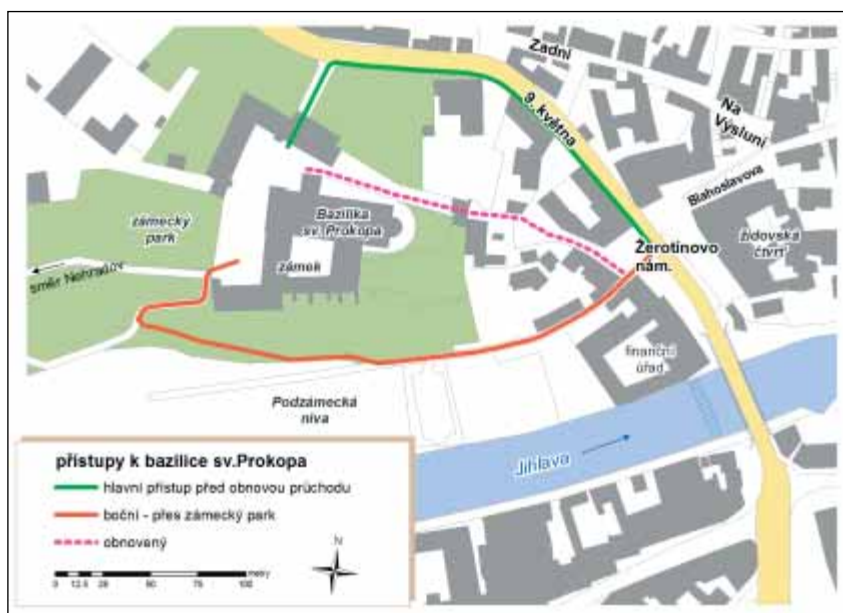 Zadní
9. května
Na
Výsluní
Blahoslavova
Bazilika
sv. Prokopa
zámecký
park
Žerotínovo
nám.
židovská
čtvrť
zámek
směr Nehradov
finanční
úřad
Podzámecká
niva
Jihlava
přístupy k bazilice sv.Prokopa
hlavní přístup před obnovou průchodu
boční - přes zámecký park
obnovený
N
metry
0 12.5 25 50 75 100